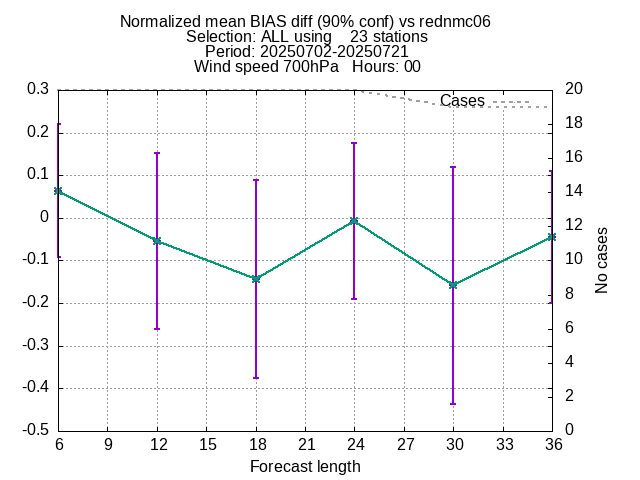 Normalized mean BIAS diff (90% conf) vs rednmc06
Selection: ALL using    23 stations
Period: 20250702-20250721
Wind speed 700hPa   Hours: 00
Cases
0.3
0.2
0.1
0
-0.1
-0.2
-0.3
-0.4
-0.5
20
18
16
14
12
10
8
6
4
2
0
No cases
6 9 12 15 18 21 24 27 30 33 36
Forecast length